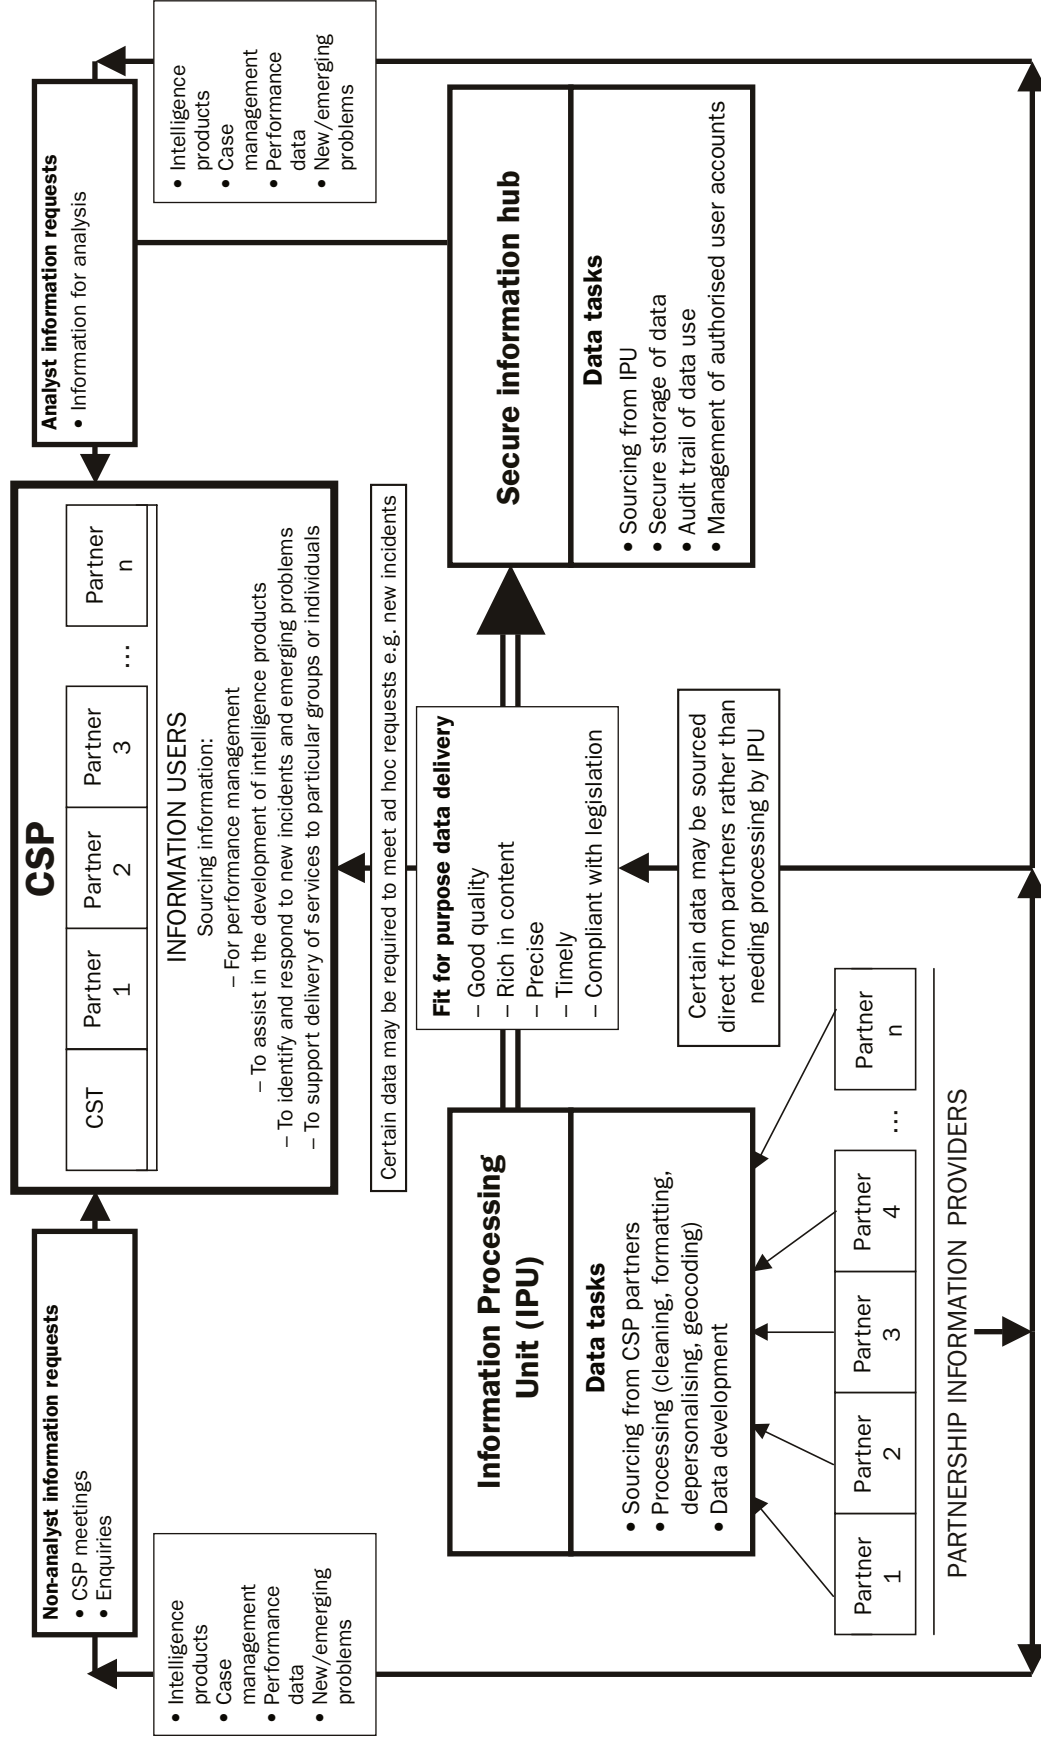 CSP
CST
Partner
1
Partner
2
Partner
3
...
Partner
n
INFORMATION USERS
Sourcing information:
– For performance management
– To assist in the development of intelligence products
– To identify and respond to new incidents and emerging problems
– To support delivery of services to particular groups or individuals
Non-analyst information requests
• CSP meetings
• Enquiries
Analyst information requests
• Information for analysis
• Intelligence
products
• Case
management
• Performance
data
• New/emerging
problems
Certain data may be required to meet ad hoc requests e.g. new incidents
• Intelligence
products
• Case
management
• Performance
data
• New/emerging
problems
Information Processing
Unit (IPU)
Data tasks
• Sourcing from CSP partners
• Processing (cleaning, formatting,
depersonalising, geocoding)
• Data development
Fit for purpose data delivery
– Good quality
– Rich in content
– Precise
– Timely
– Compliant with legislation
Secure information hub
Data tasks
• Sourcing from IPU
• Secure storage of data
• Audit trail of data use
• Management of authorised user accounts
Certain data may be sourced
direct from partners rather than
needing processing by IPU
Partner
1
Partner
2
Partner
3
Partner
4
...
Partner
n
PARTNERSHIP INFORMATION PROVIDERS